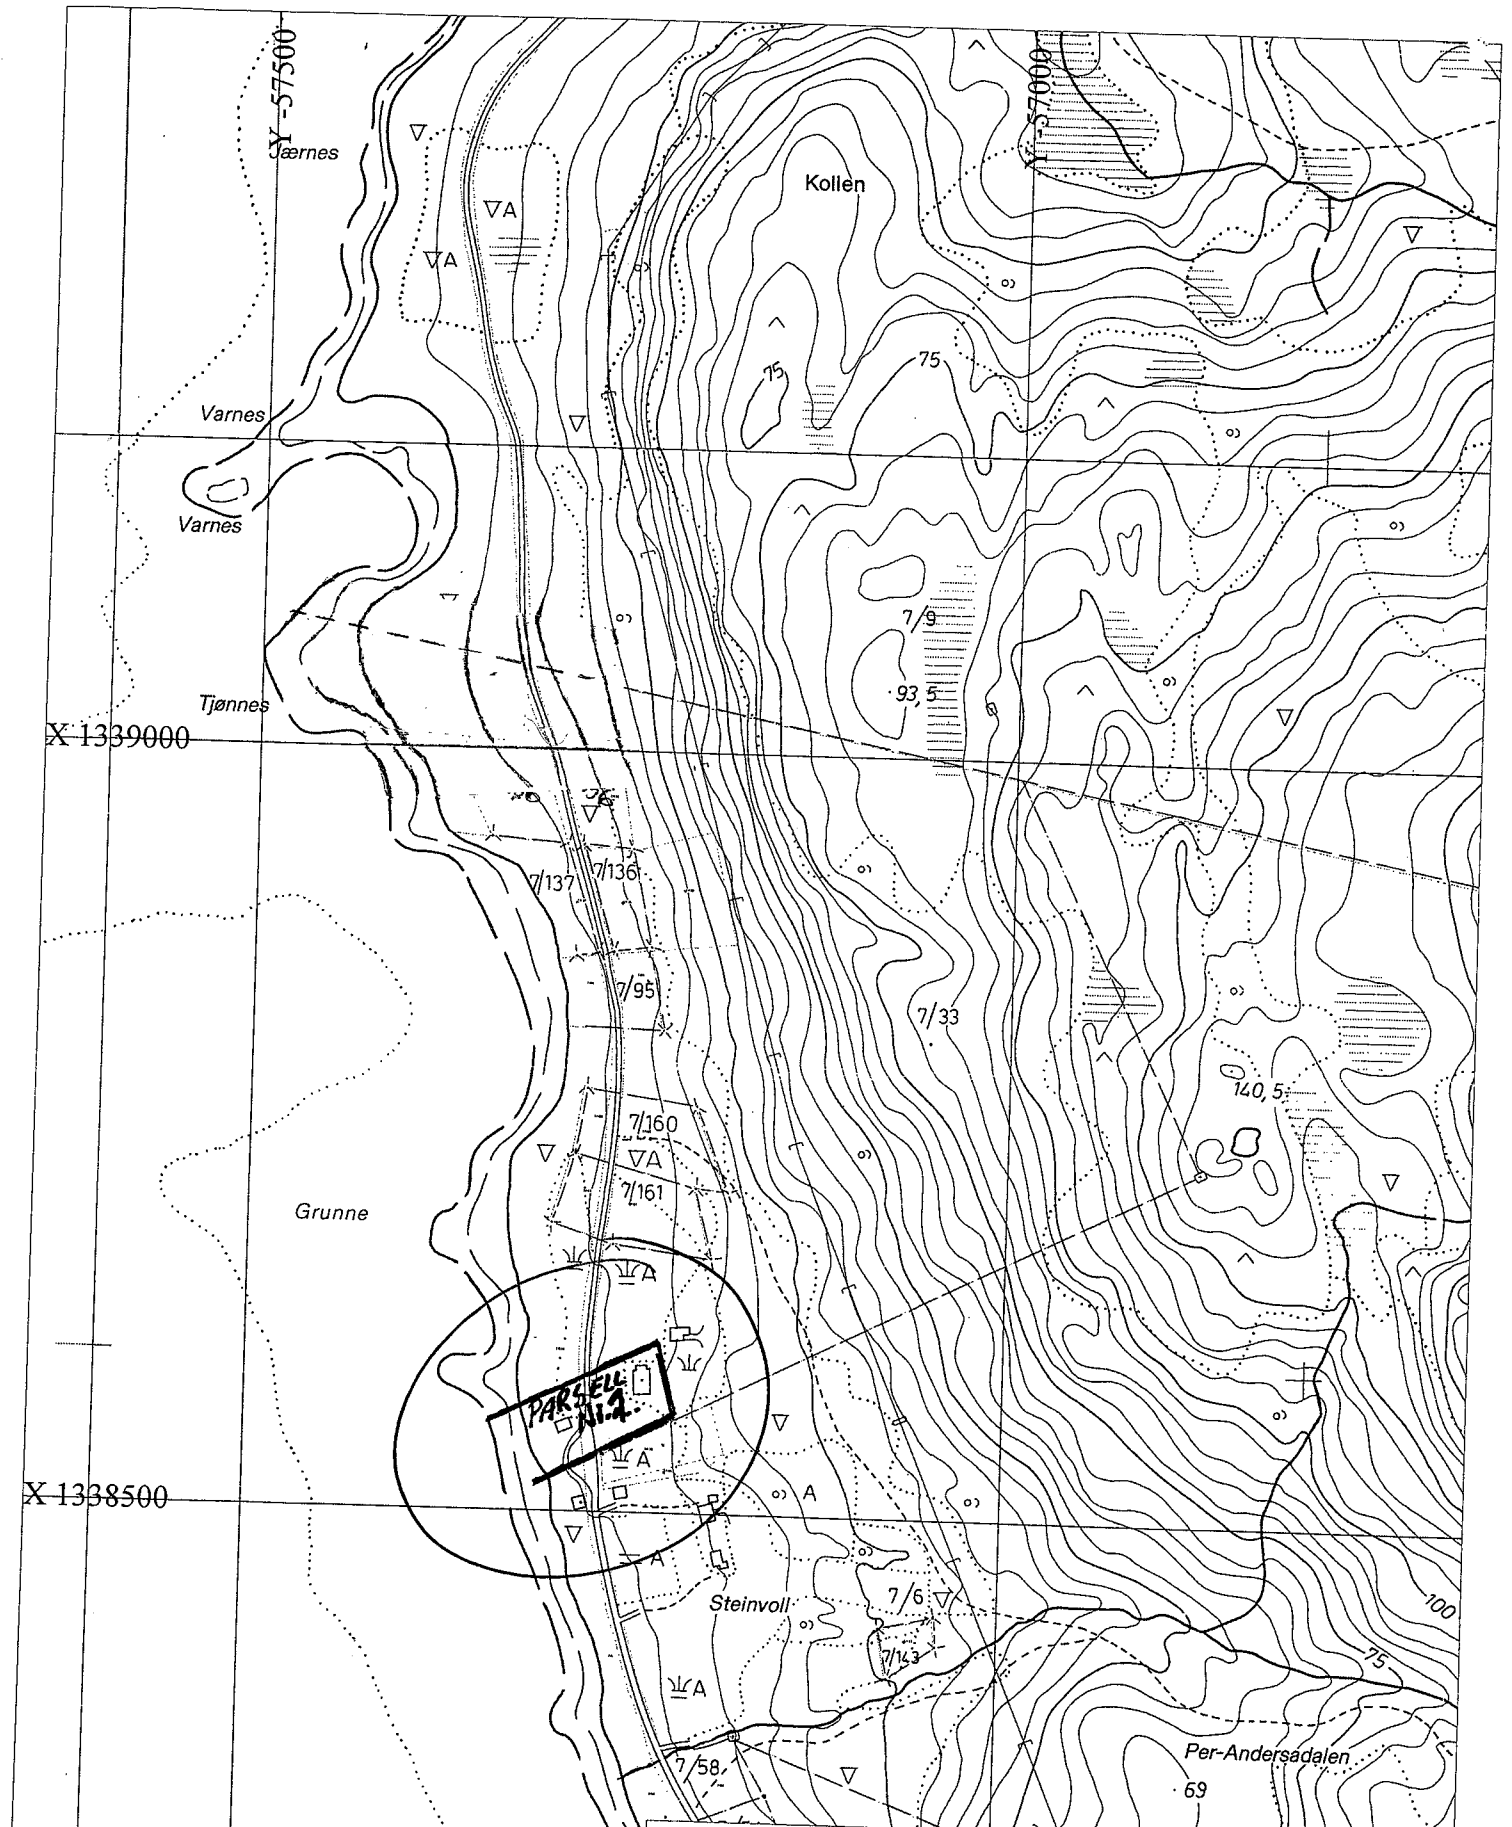 Y -57500
Y -57000
Jærnes
Kollen
A
A
75
75
Varnes
Varnes
7/9
93,5
Tjønnes
X 1339000
7/137
7/136
7/95
7/33
140,5
7/160
A
7/161
Grunne
A
PARSELL
Nr. 1.
A
X 1338500
A
A
Steinvoll
7/6
100
7/143
75
A
7/58
Per-Andersadalen
69